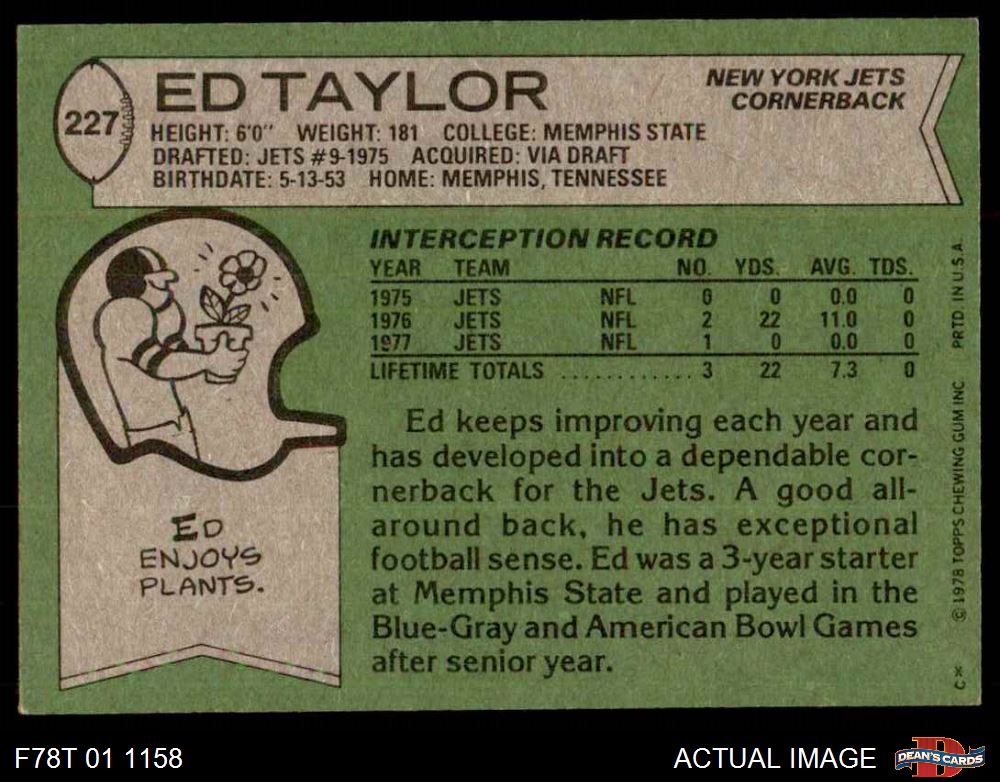 227
ED TAYLOR
NEW YORK JETS
CORNERBACK
HEIGHT: 6'0" WEIGHT: 181 COLLEGE: MEMPHIS STATE
DRAFTED: JETS #9-1975 ACQUIRED: VIA DRAFT
BIRTHDATE: 5-13-53 HOME: MEMPHIS, TENNESSEE
INTERCEPTION RECORD
YEAR TEAM NO. YDS. AVG. TDS.
1975 JETS NFL 0 0 0.0 0
1976 JETS NFL 2 22 11.0 0
1977 JETS NFL 1 0 0.0 0
LIFETIME TOTALS ............ 3 22 7.3 0
Ed keeps improving each year and
has developed into a dependable cor-
nerback for the Jets. A good all-
around back, he has exceptional
football sense. Ed was a 3-year starter
at Memphis State and played in the
Blue-Gray and American Bowl Games
after senior year.
ED
ENJOYS
PLANTS.
C* © 1978 TOPPS CHEWING GUM INC. PRTD. IN U.S.A.
F78T 01 1158
ACTUAL IMAGE
D
DEAN'S CARDS